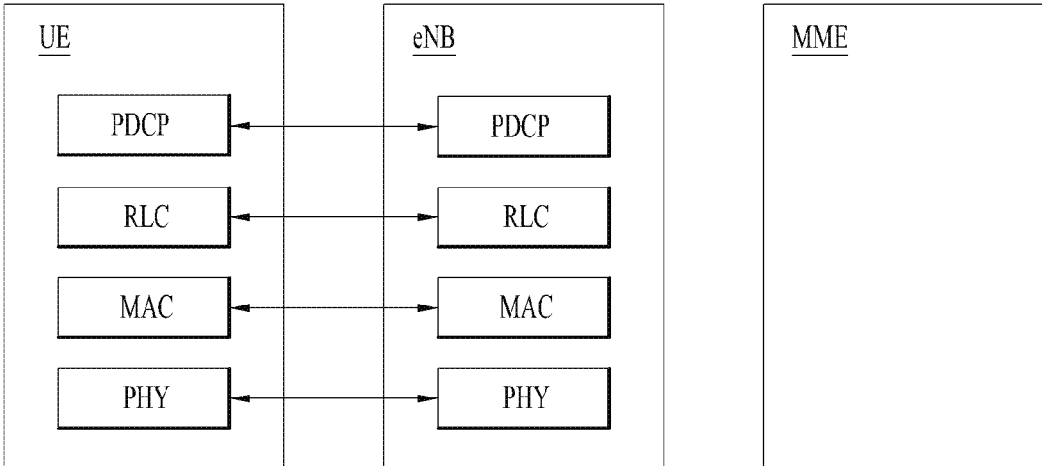 UE eNB MME
PDCP PDCP
RLC RLC
MAC MAC
PHY PHY